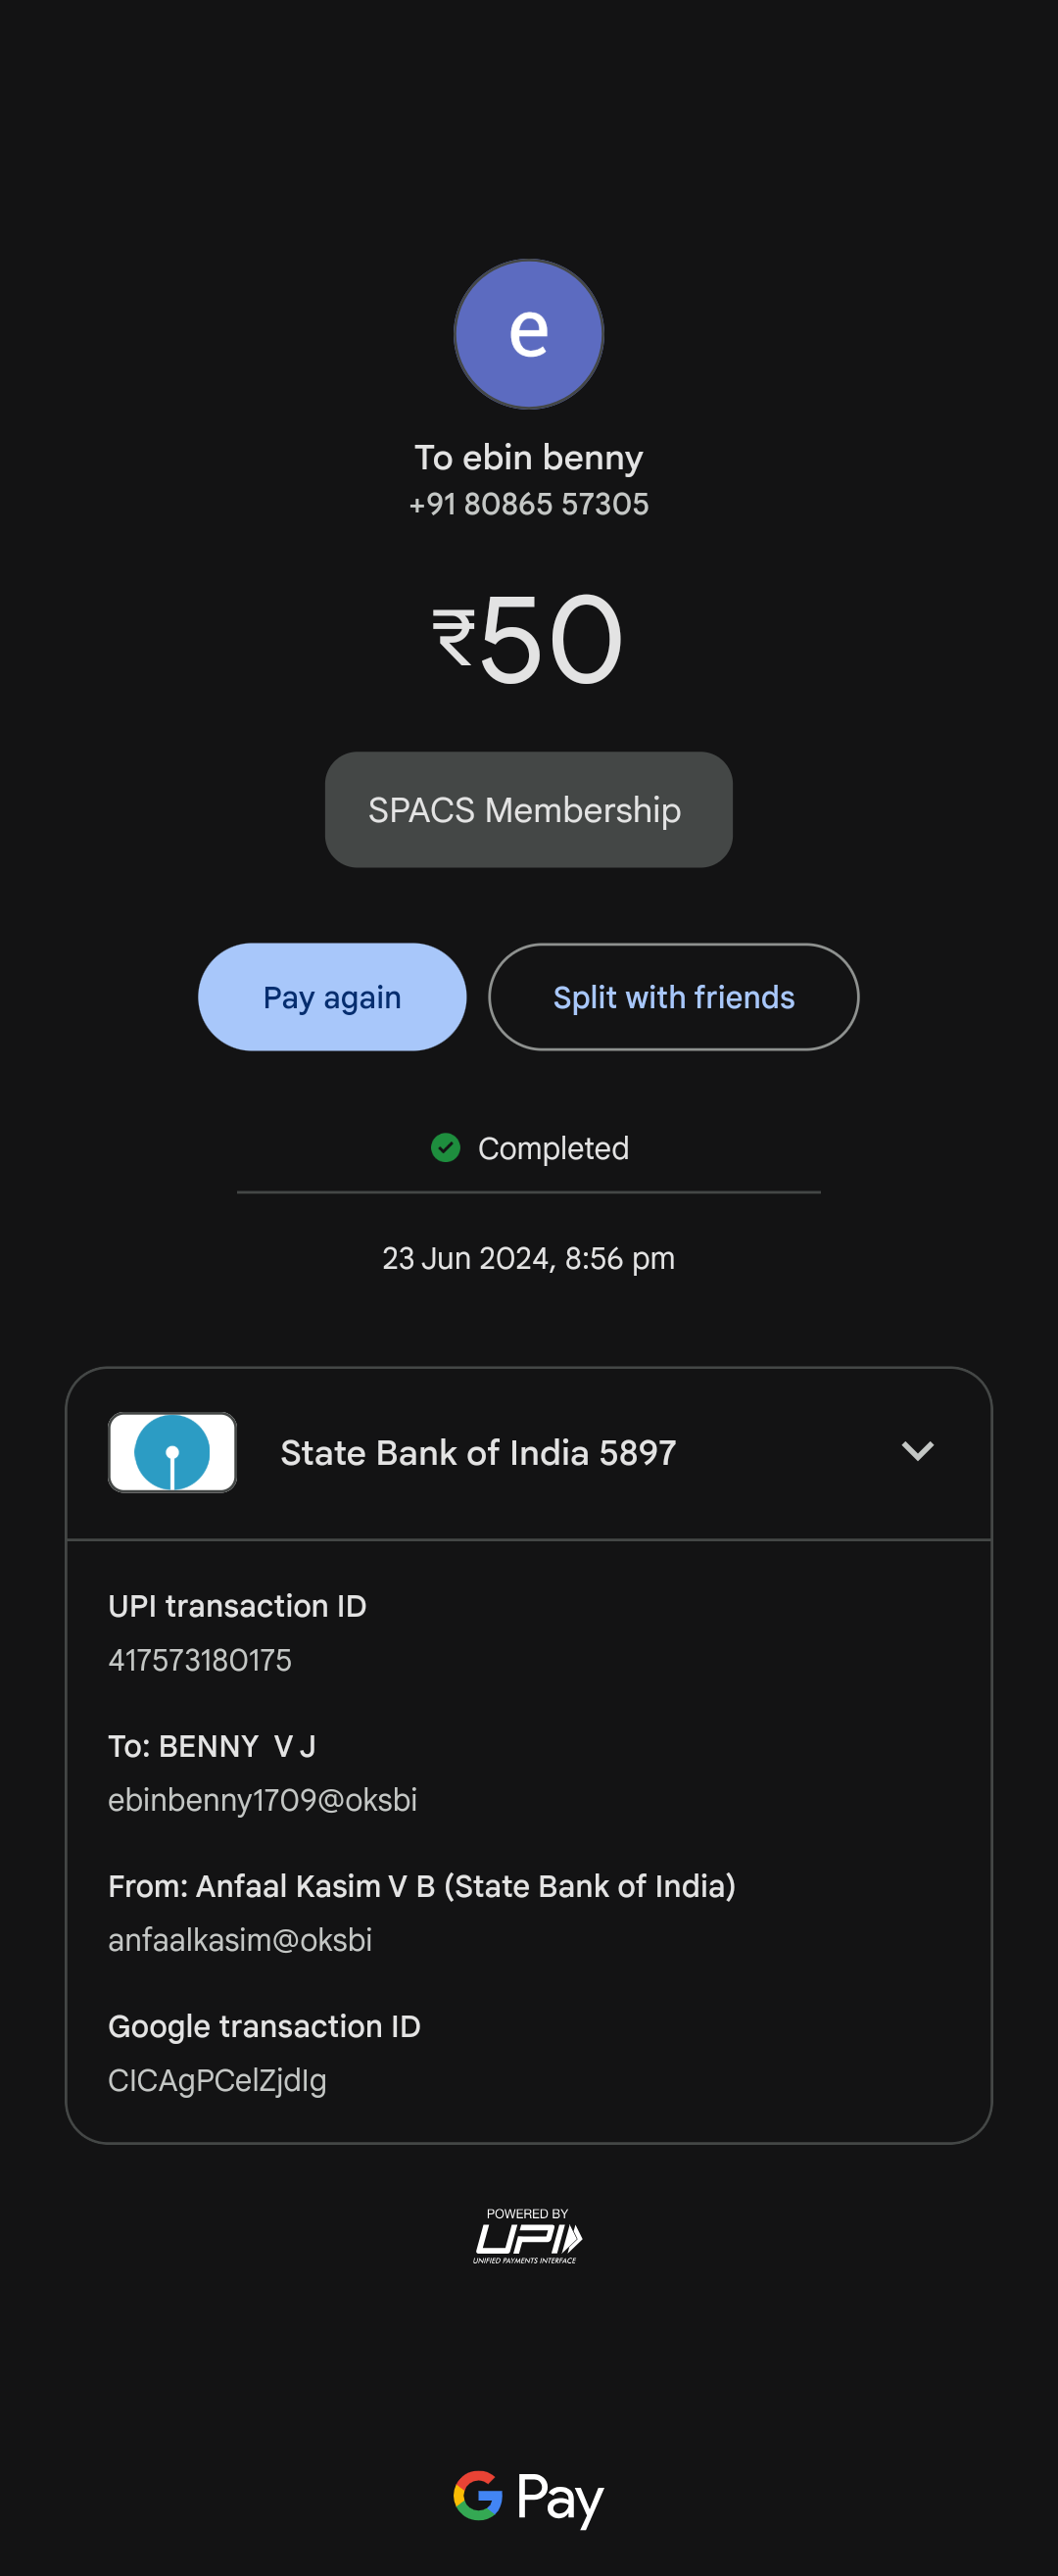 e
To ebin benny
+91 80865 57305
₹50
SPACS Membership
Pay again
Split with friends
Completed
23 Jun 2024, 8:56 pm
State Bank of India 5897
UPI transaction ID
417573180175
To: BENNY  V J
ebinbenny1709@oksbi
From: Anfaal Kasim V B (State Bank of India)
anfaalkasim@oksbi
Google transaction ID
CICAgPCelZjdIg
POWERED BY
UPI
UNIFIED PAYMENTS INTERFACE
G Pay